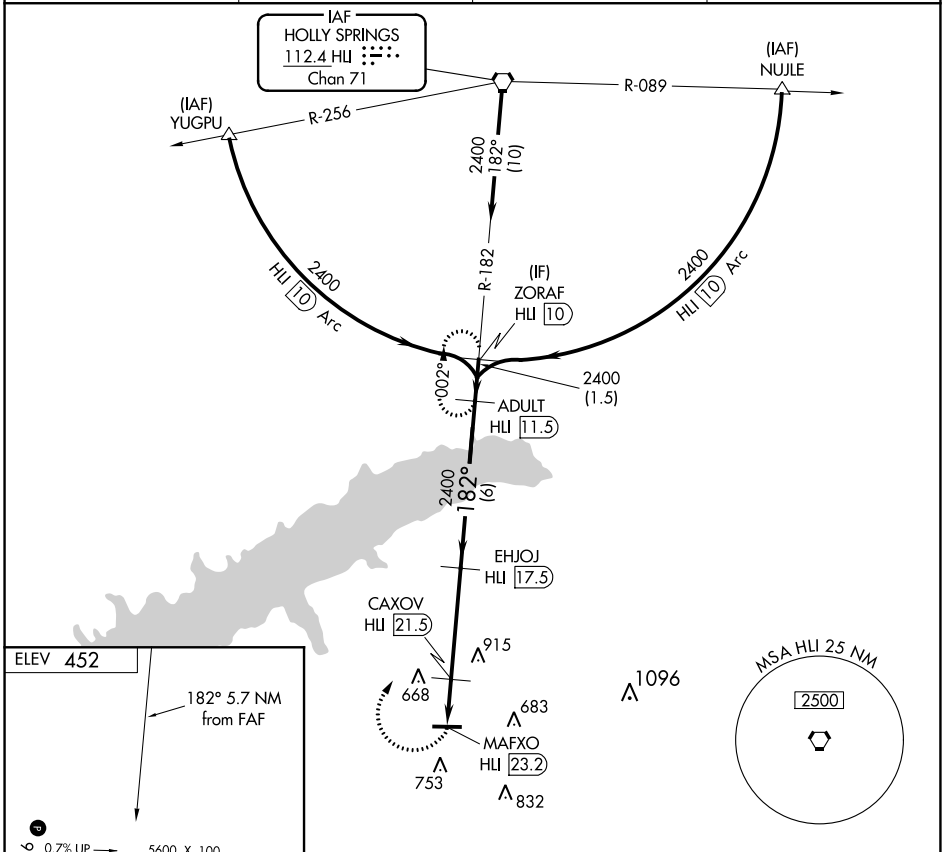 IAF
HOLLY SPRINGS
112.4 HLI
Chan 71
(IAF)
NUJLE
R-089
(IAF)
YUGPU
R-256
2400
182°
(10)
R-182
(IF)
ZORAF
HLI 10
2400
HLI 10 Arc
2400
HLI 10 Arc
002°
2400
(1.5)
ADULT
HLI 11.5
2400
182°
(6)
EHJOJ
HLI 17.5
CAXOV
HLI 21.5
915
668
1096
683
MAFXO
HLI 23.2
753
832
MSA HLI 25 NM
2500
ELEV 452
182° 5.7 NM
from FAF
P
9
0.7% UP
5600 X 100